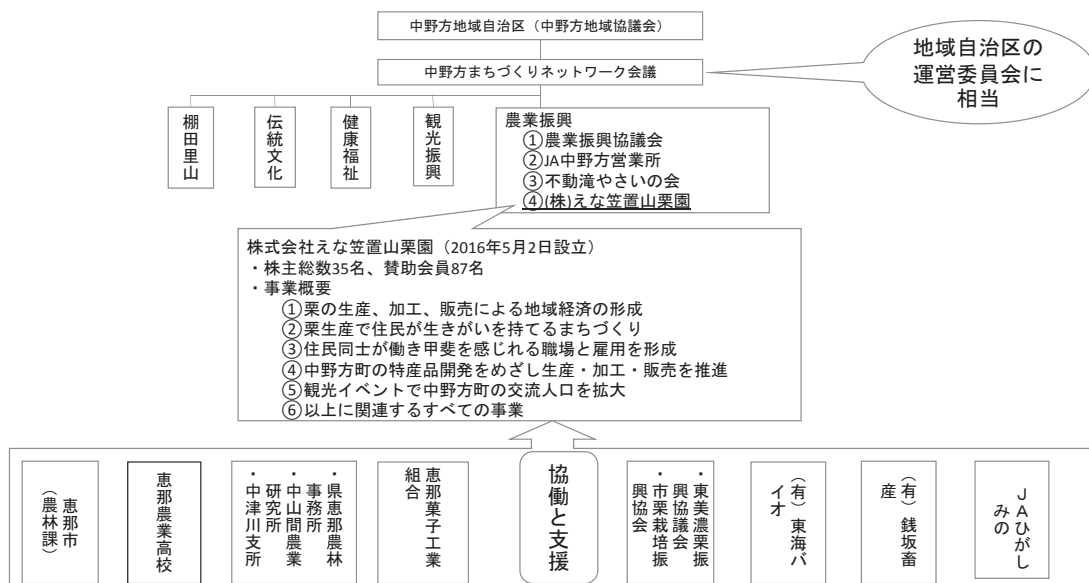 中野方地域自治区（中野方地域協議会）
中野方まちづくりネットワーク会議
地域自治区の
運営委員会に
相当
棚田里山
伝統文化
健康福祉
観光振興
農業振興
①農業振興協議会
②JA中野方営業所
③不動滝やさいの会
④(株)えな笠置山栗園
株式会社えな笠置山栗園（2016年5月2日設立）
・株主総数35名、賛助会員87名
・事業概要
①栗の生産、加工、販売による地域経済の形成
②栗生産で住民が生きがいを持てるまちづくり
③住民同士が働き甲斐を感じれる職場と雇用を形成
④中野方町の特産品開発をめざし生産・加工・販売を推進
⑤観光イベントで中野方町の交流人口を拡大
⑥以上に関連するすべての事業
恵那市
（農林課）
恵那農業高校
・県恵那農林
事務所
・中山間農業
研究所
・中津川支所
恵那菓子工業
組合
協働と支援
・東美濃栗振
興協議会
・市栗栽培振
興協会
（有）東海バ
イオ
（有）銭坂畜
産
ＪＡひがし
みの